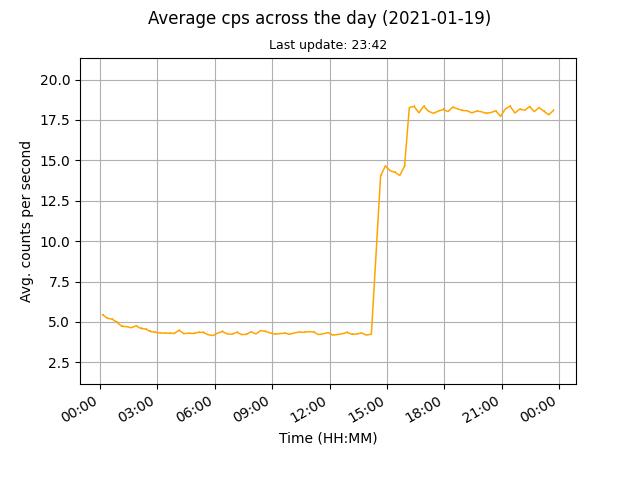 Average cps across the day (2021-01-19)
Last update: 23:42
20.0
17.5
15.0
12.5
10.0
7.5
5.0
2.5
Avg. counts per second
00:00 03:00 06:00 09:00 12:00 15:00 18:00 21:00 00:00
Time (HH:MM)